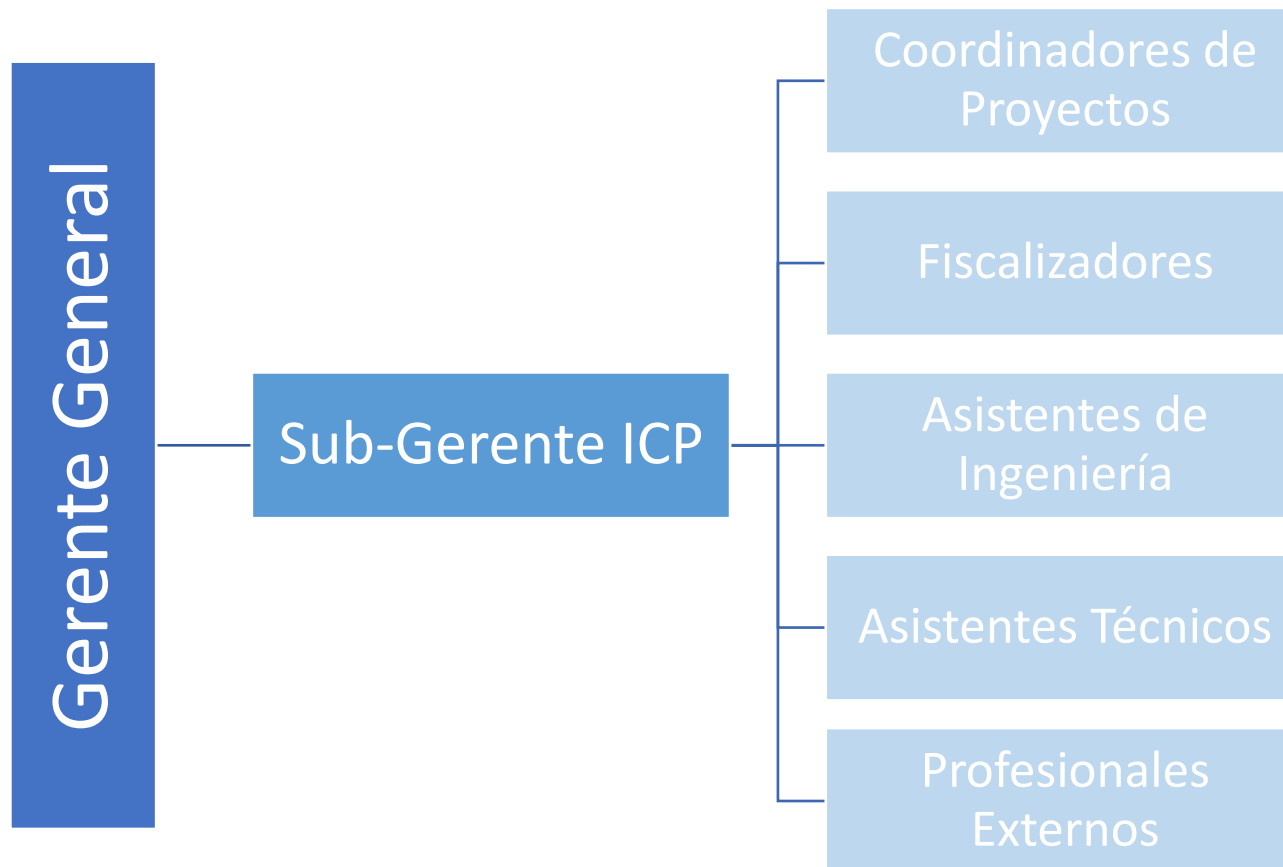 Gerente General
Sub-Gerente ICP
Coordinadores de
Proyectos
Fiscalizadores
Asistentes de
Ingeniería
Asistentes Técnicos
Profesionales
Externos